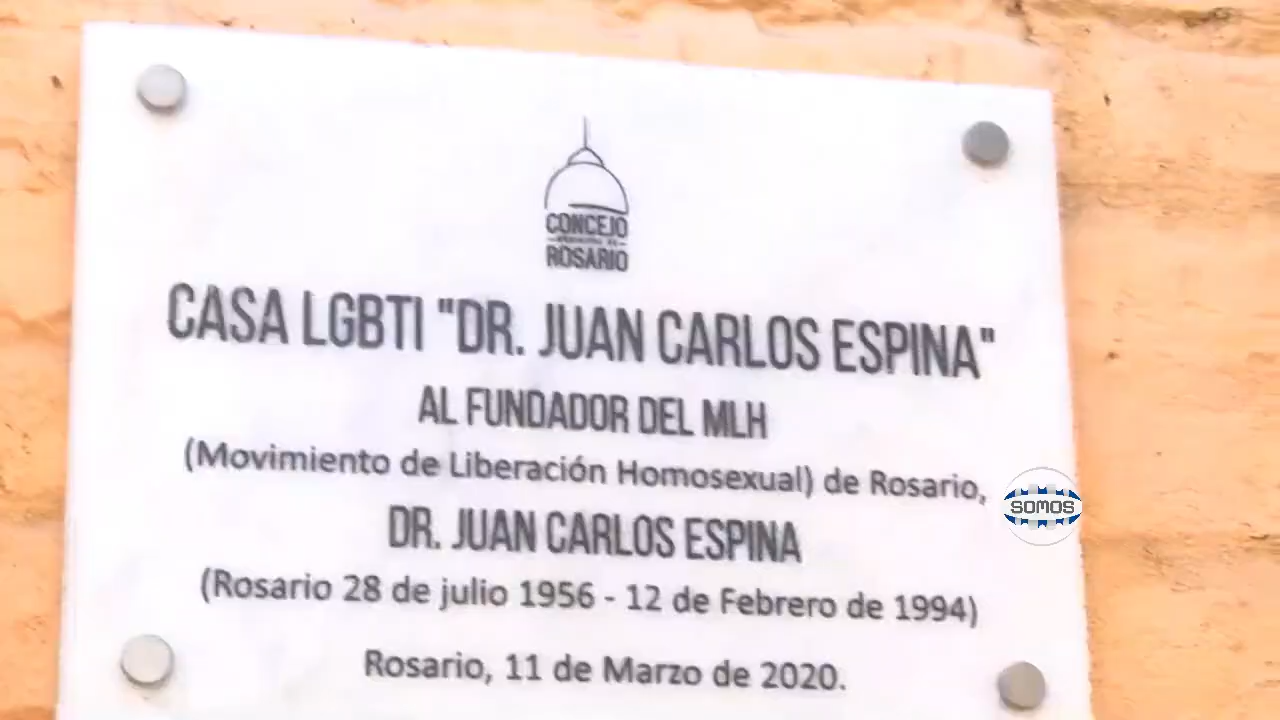 CONCEJO
ROSARIO
CASA LGBTI "DR. JUAN CARLOS ESPINA"
AL FUNDADOR DEL MLH
(Movimiento de Liberación Homosexual) de Rosario,
SOMOS
DR. JUAN CARLOS ESPINA
(Rosario 28 de julio 1956 - 12 de Febrero de 1994)
Rosario, 11 de Marzo de 2020.